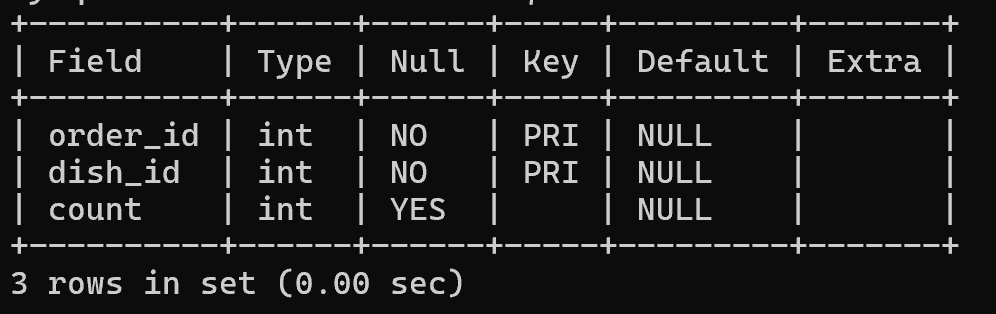 +----------+------+------+-----+---------+-------+
| Field    | Type | Null | Key | Default | Extra |
+----------+------+------+-----+---------+-------+
| order_id | int  | NO   | PRI | NULL    |       |
| dish_id  | int  | NO   | PRI | NULL    |       |
| count    | int  | YES  |     | NULL    |       |
+----------+------+------+-----+---------+-------+
3 rows in set (0.00 sec)